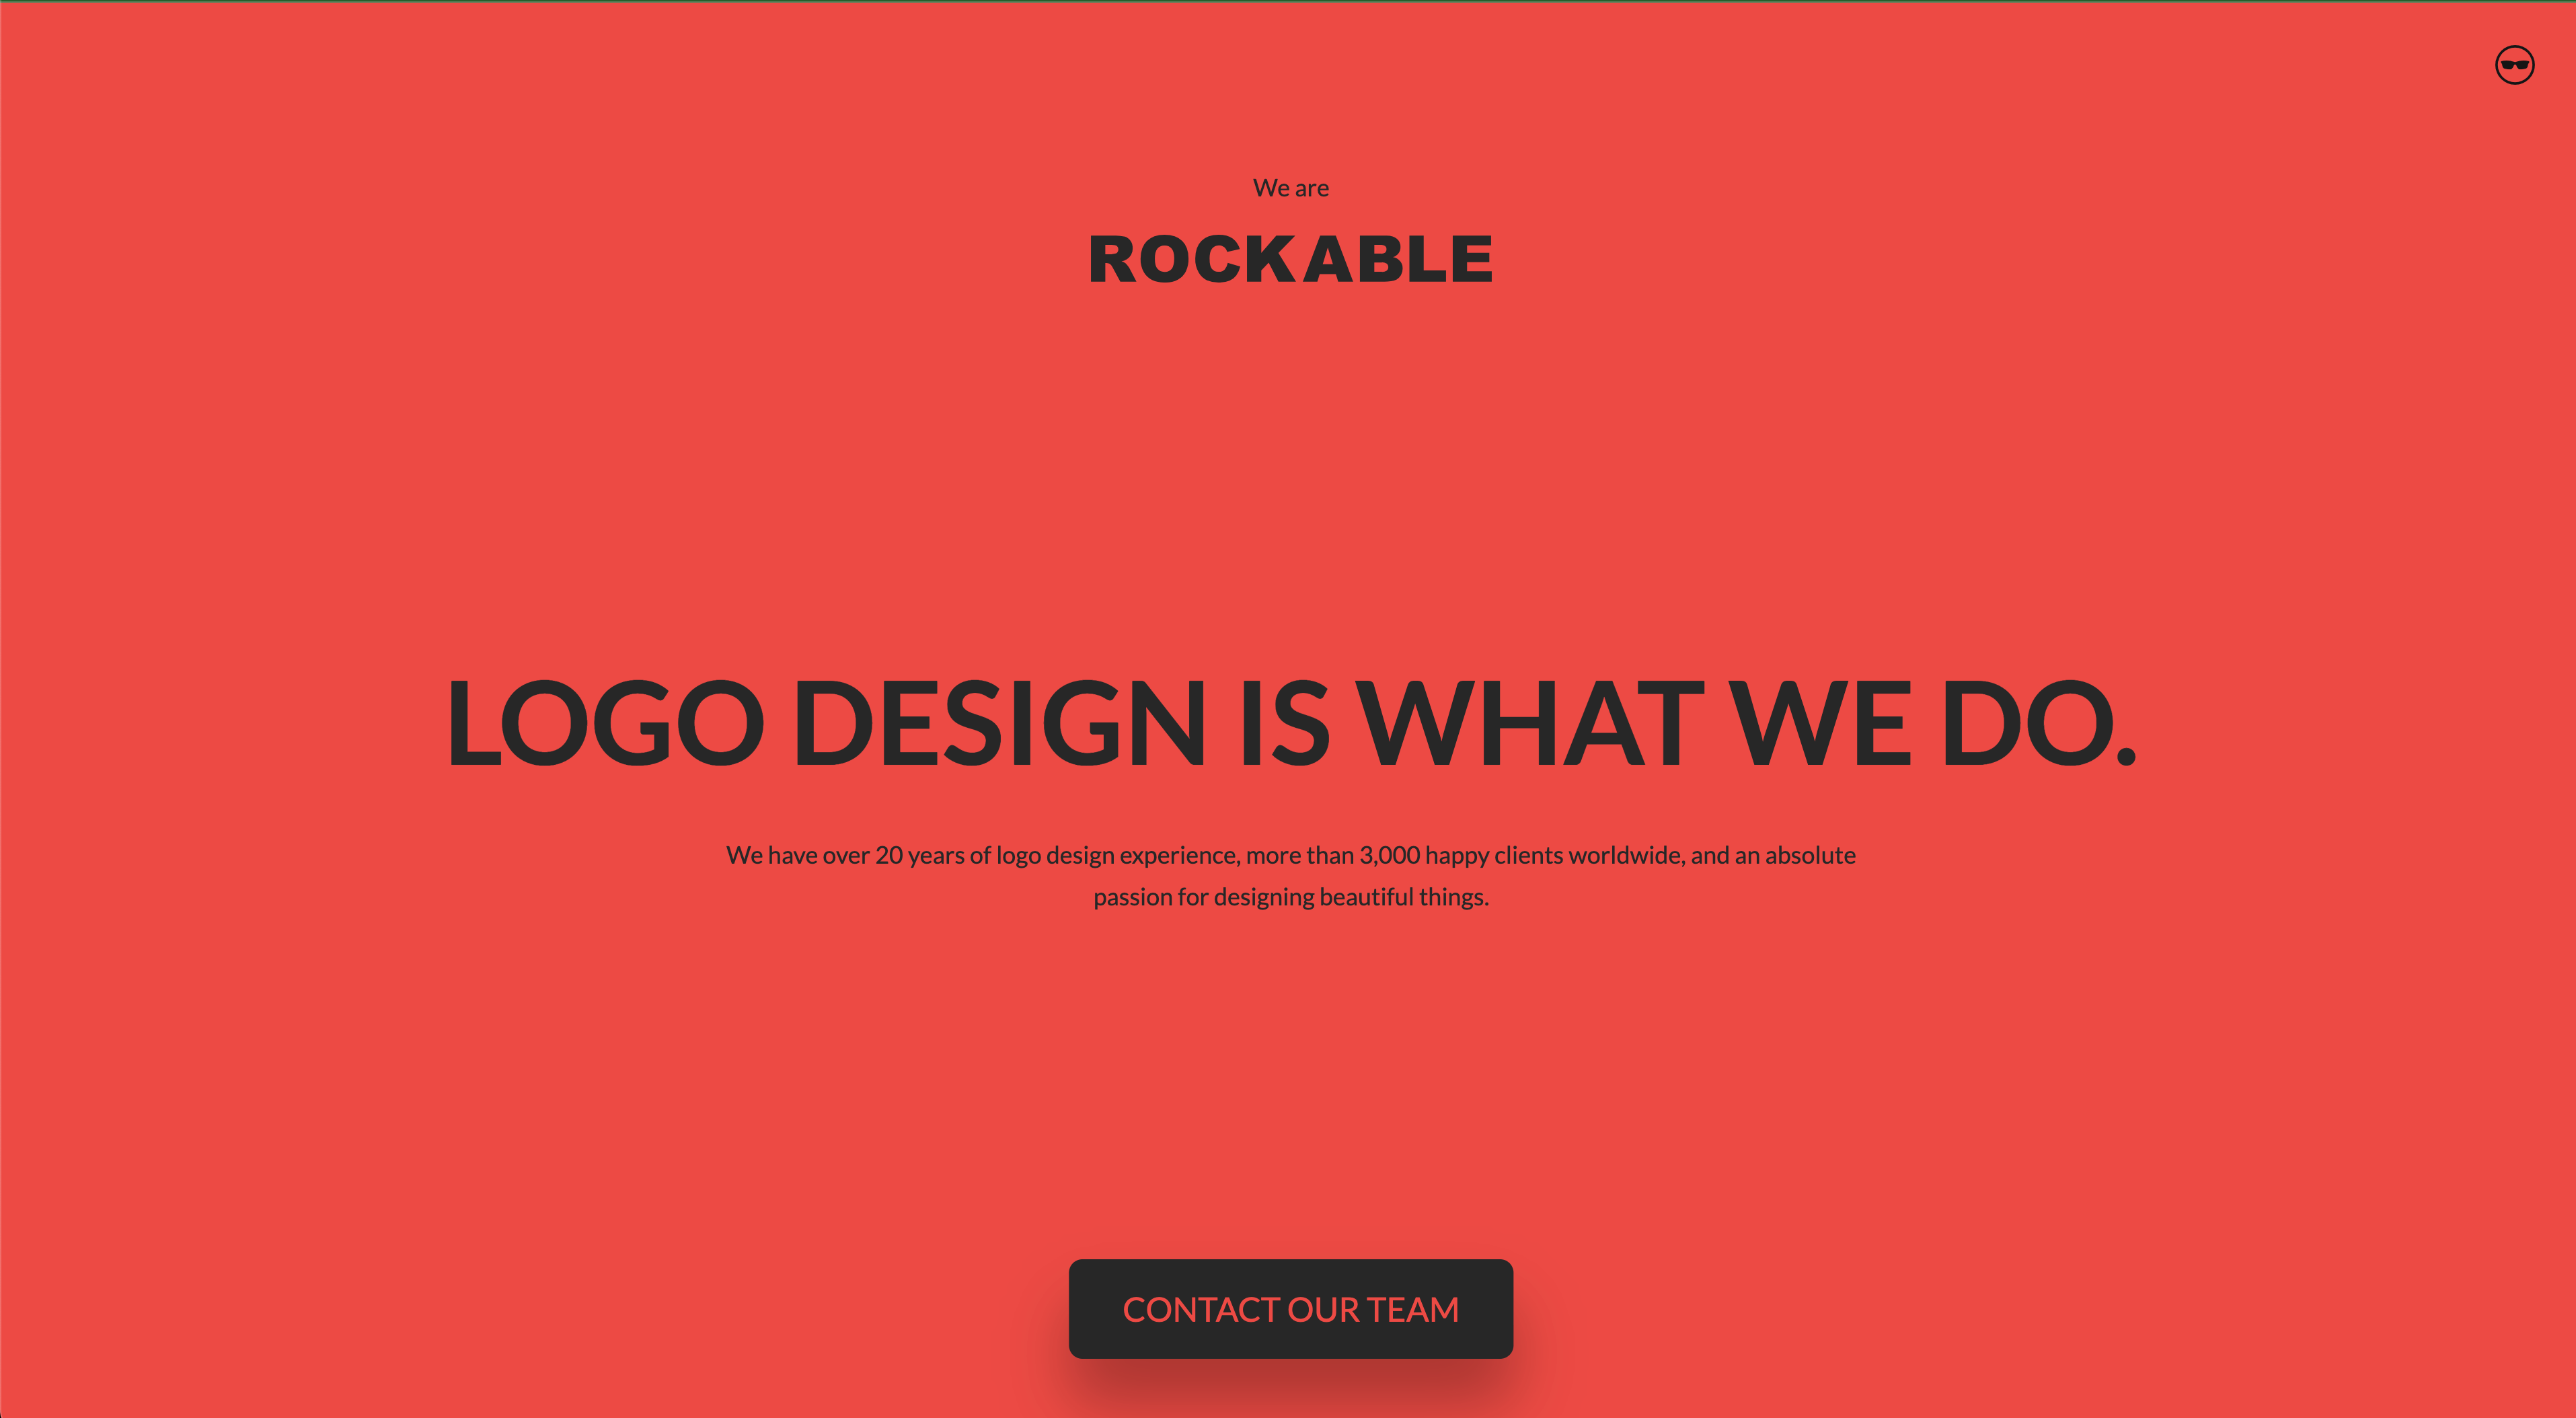 We are
ROCKABLE
LOGO DESIGN IS WHAT WE DO.
We have over 20 years of logo design experience, more than 3,000 happy clients worldwide, and an absolute
passion for designing beautiful things.
CONTACT OUR TEAM